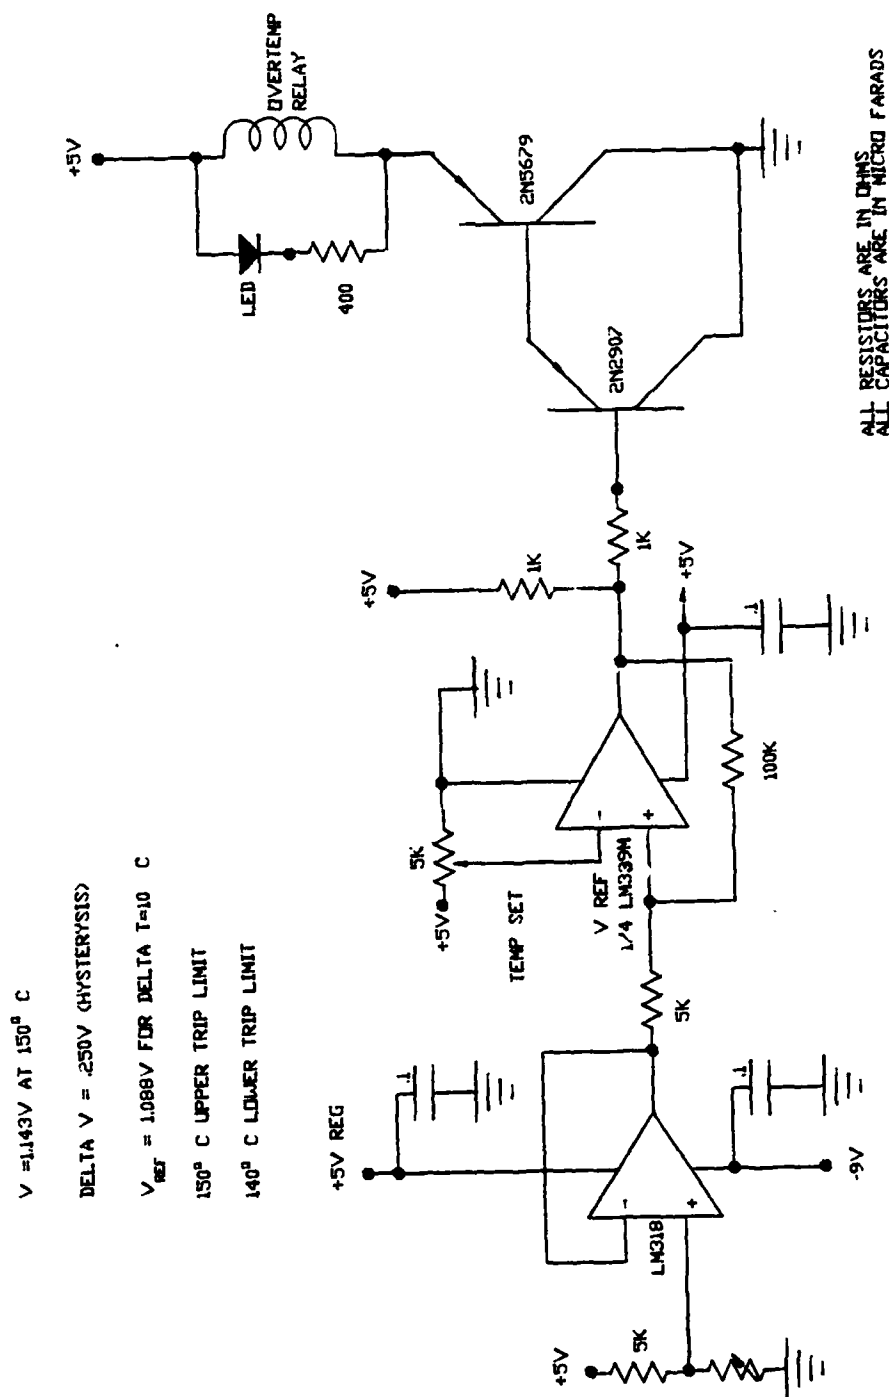 V =1.143V AT 150° C
DELTA V = .250V (HYSTERYSIS)
V REF = 1.088V FOR DELTA T=10 C
150° C UPPER TRIP LIMIT
140° C LOWER TRIP LIMIT
+5V
OVERTEMP
RELAY
LED
400
2N5679
2N2907
+5V
1K
1K
+5V
.1
5K
+5V
TEMP SET
-
+
V REF
1/4 LM339M
100K
5K
+5V REG
.1
-
+
LM318
.1
-9V
+5V
5K
ALL RESISTORS ARE IN OHMS
ALL CAPACITORS ARE IN MICRO FARADS